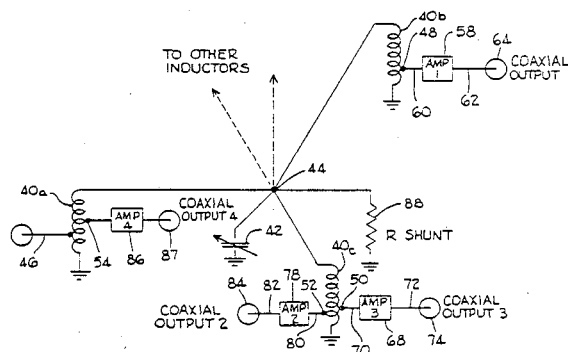 40b
58
64
48
AMP
1
COAXIAL
OUTPUT
60
62
TO OTHER
INDUCTORS
44
40a
COAXIAL
OUTPUT 4
88
AMP
4
42
R SHUNT
46
54
86
87
40c
78
50
72
84
82
52
AMP
2
AMP
3
COAXIAL
OUTPUT 2
COAXIAL
OUTPUT 3
80
70
68
74